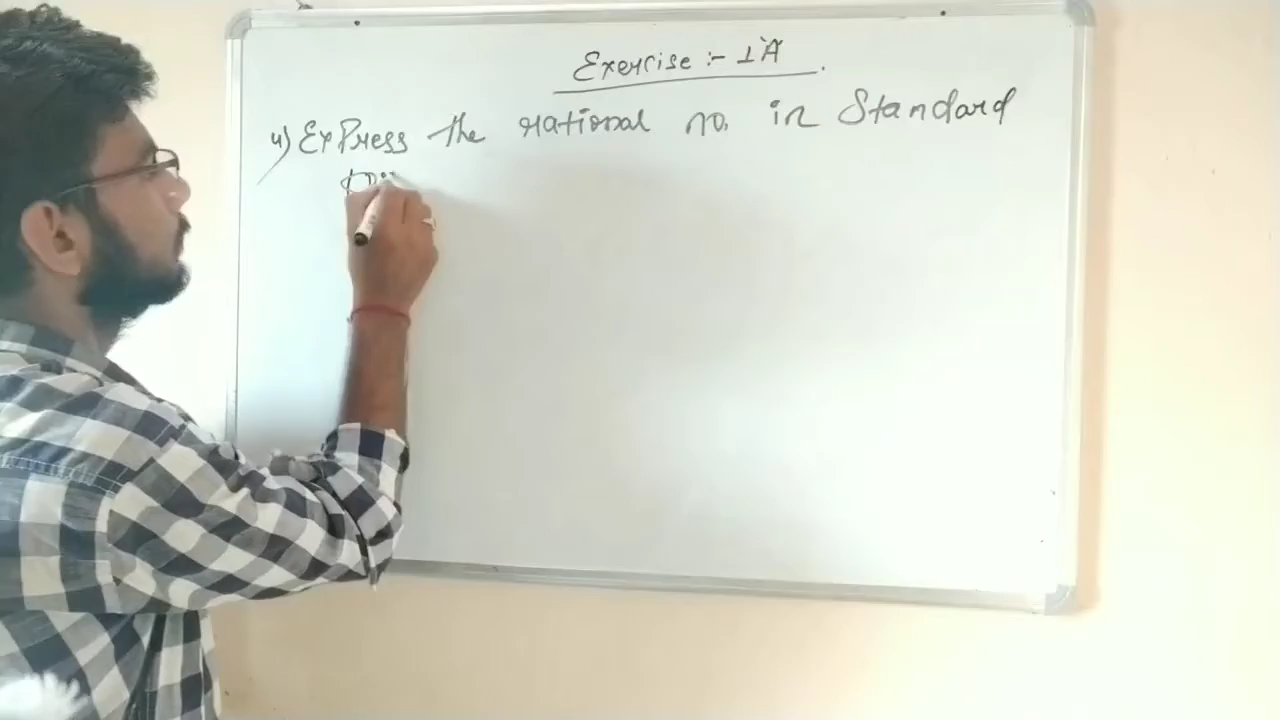 Exercise :- 1A
4) Express the rational no. in Standard